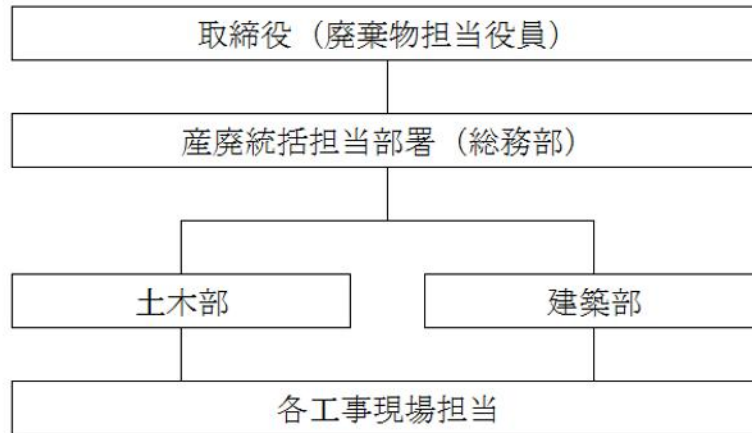 取締役（廃棄物担当役員）
産廃統括担当部署（総務部）
土木部
建築部
各工事現場担当